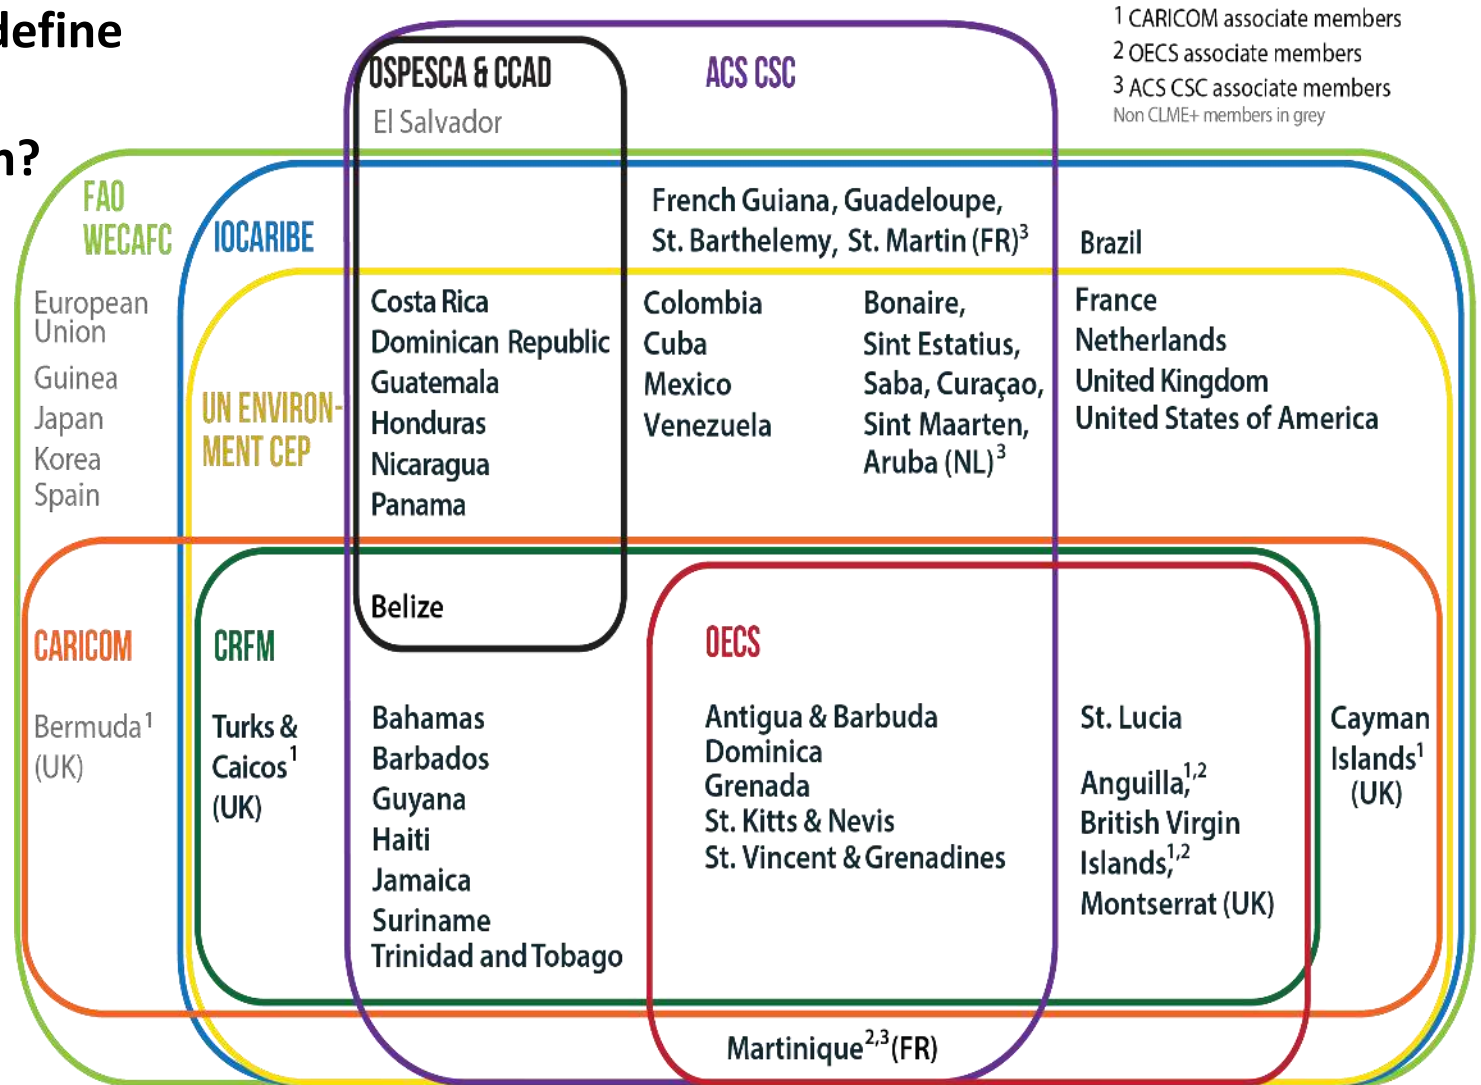 define
n?
1 CARICOM associate members
2 OECS associate members
3 ACS CSC associate members
Non CLME+ members in grey
OSPESCA & CCAD
El Salvador
ACS CSC
FAO
WECAFC
European
Union
Guinea
Japan
Korea
Spain
IOCARIBE
French Guiana, Guadeloupe,
St. Barthelemy, St. Martin (FR)3
Brazil
UN ENVIRON-
MENT CEP
Costa Rica
Dominican Republic
Guatemala
Honduras
Nicaragua
Panama
Colombia
Cuba
Mexico
Venezuela
Bonaire,
Sint Estatius,
Saba, Curaçao,
Sint Maarten,
Aruba (NL)3
France
Netherlands
United Kingdom
United States of America
CARICOM
Bermuda1
(UK)
CRFM
Turks &
Caicos1
(UK)
Belize
Bahamas
Barbados
Guyana
Haiti
Jamaica
Suriname
Trinidad and Tobago
OECS
Antigua & Barbuda
Dominica
Grenada
St. Kitts & Nevis
St. Vincent & Grenadines
St. Lucia
Anguilla,1,2
British Virgin
Islands,1,2
Montserrat (UK)
Cayman
Islands1
(UK)
Martinique2,3(FR)